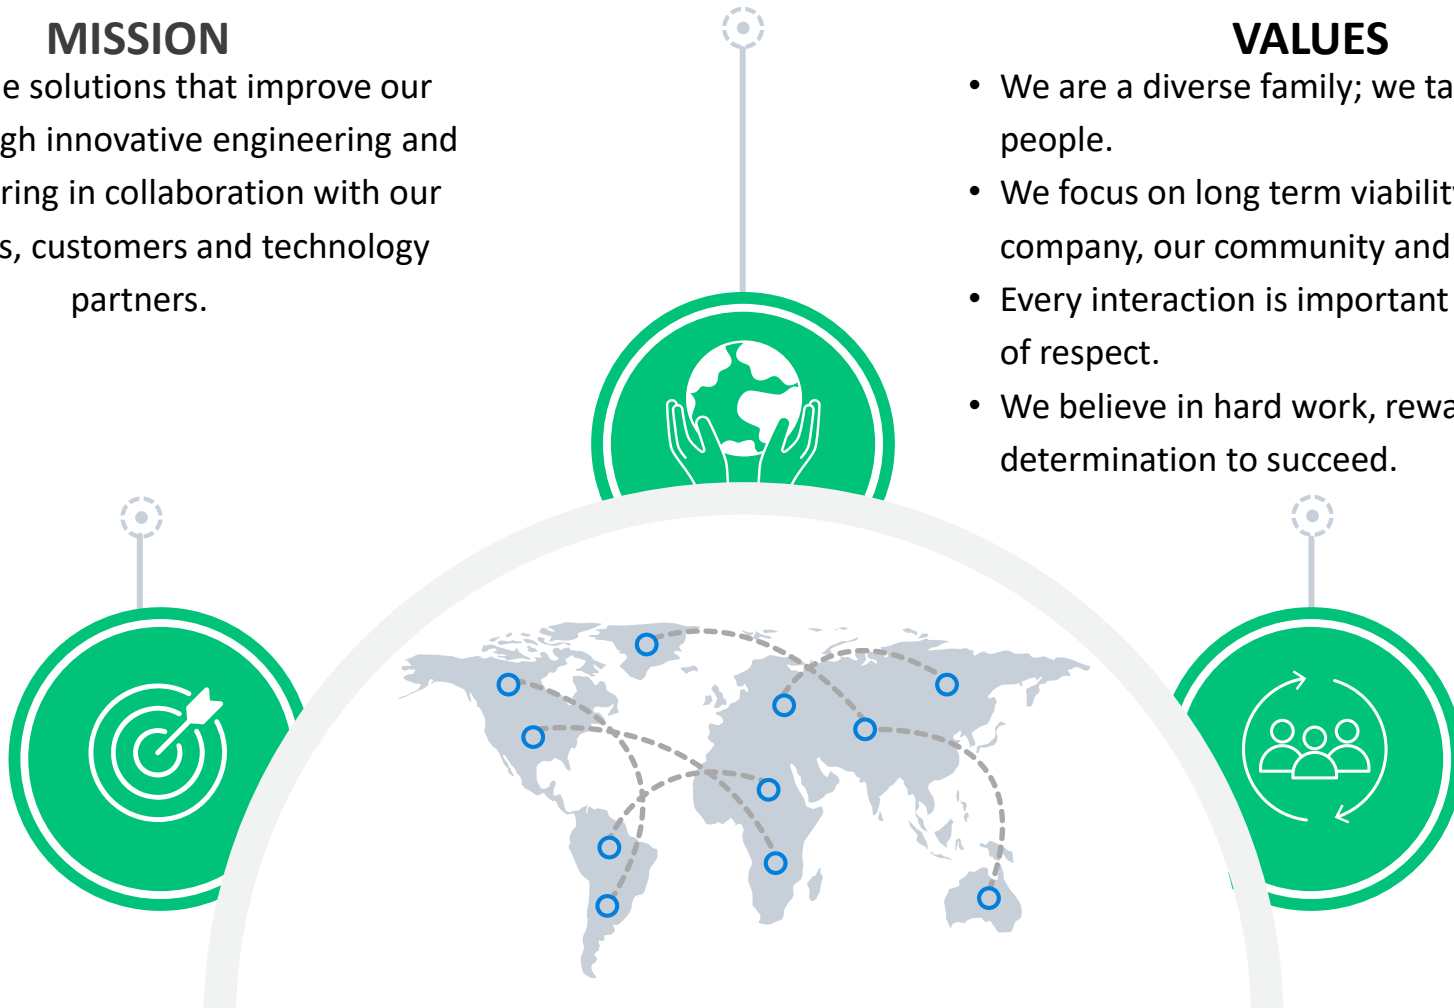 MISSION
e solutions that improve our
gh innovative engineering and
ring in collaboration with our
s, customers and technology
partners.
VALUES
• We are a diverse family; we ta
people.
• We focus on long term viability
company, our community and
• Every interaction is important
of respect.
• We believe in hard work, rewa
determination to succeed.